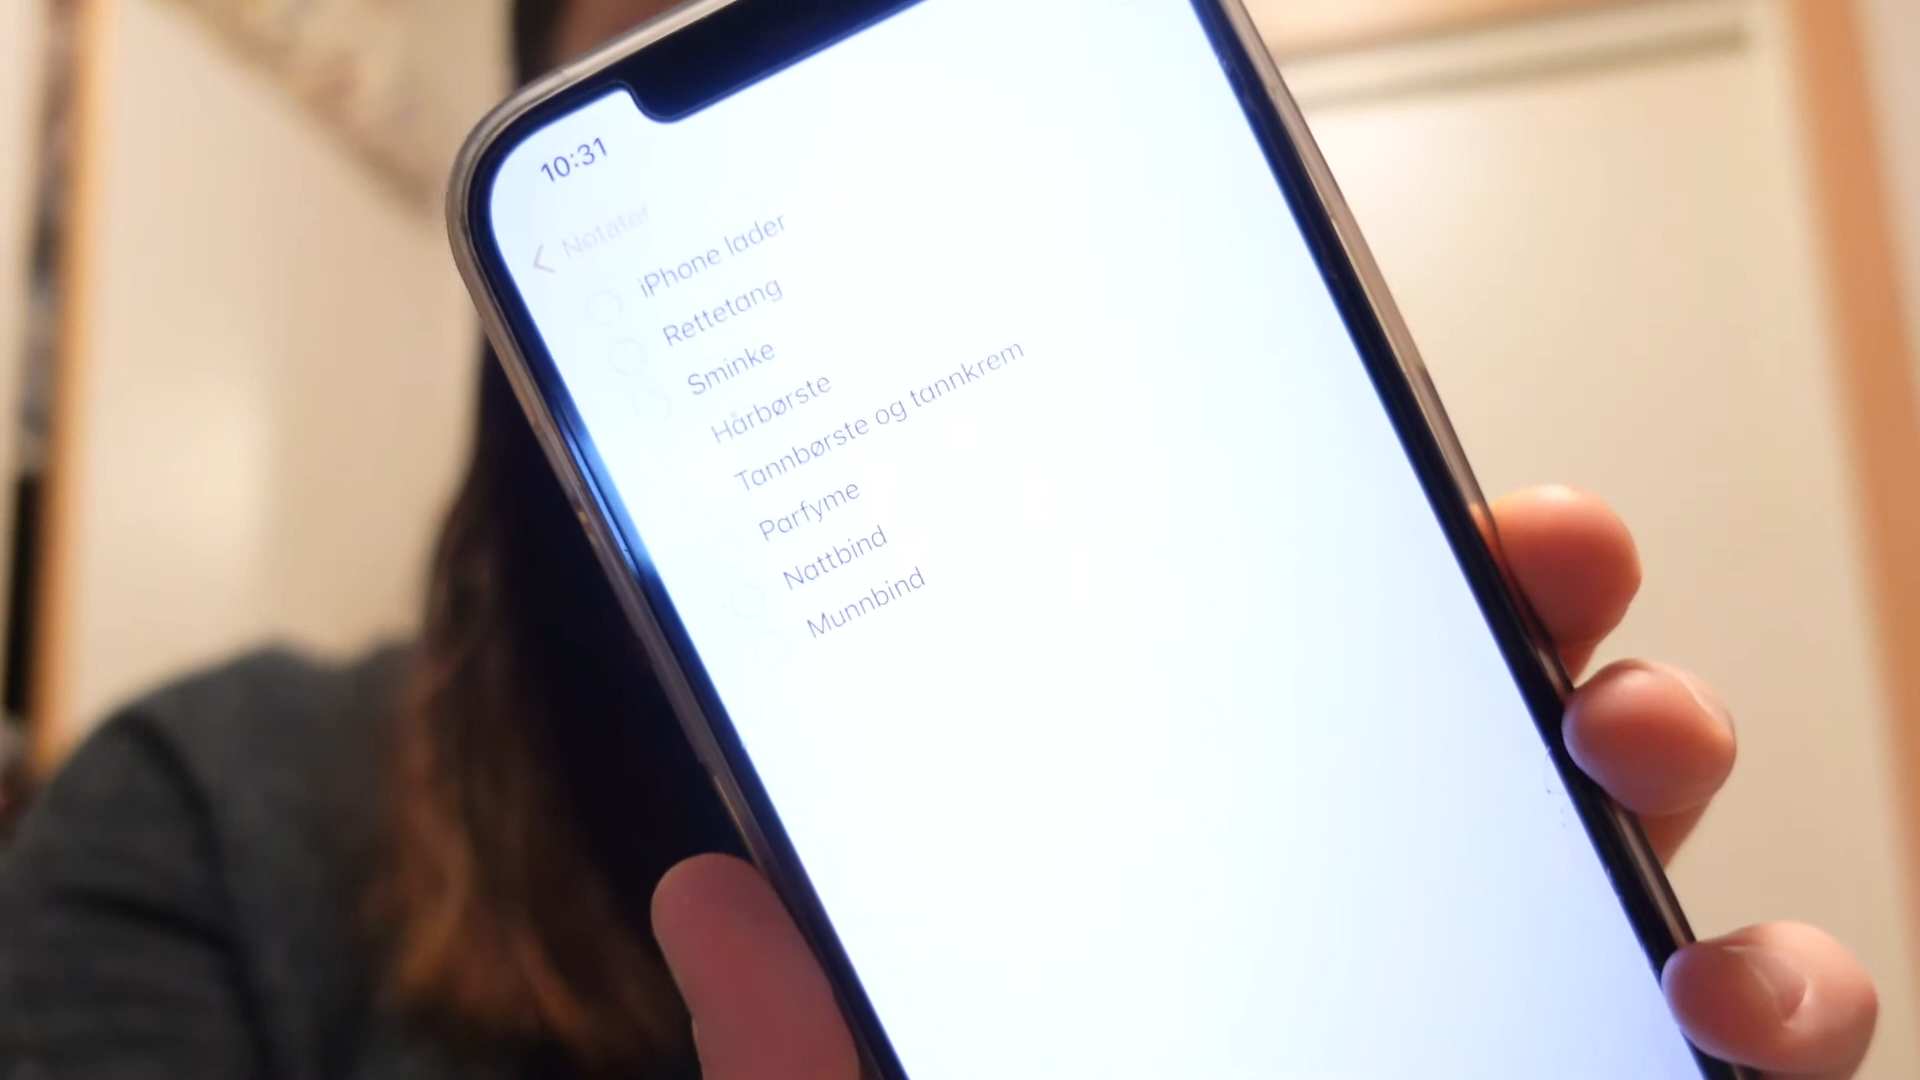 10:31
Notater
iPhone lader
Rettetang
Sminke
Hårbørste
Tannbørste og tannkrem
Parfyme
Nattbind
Munnbind